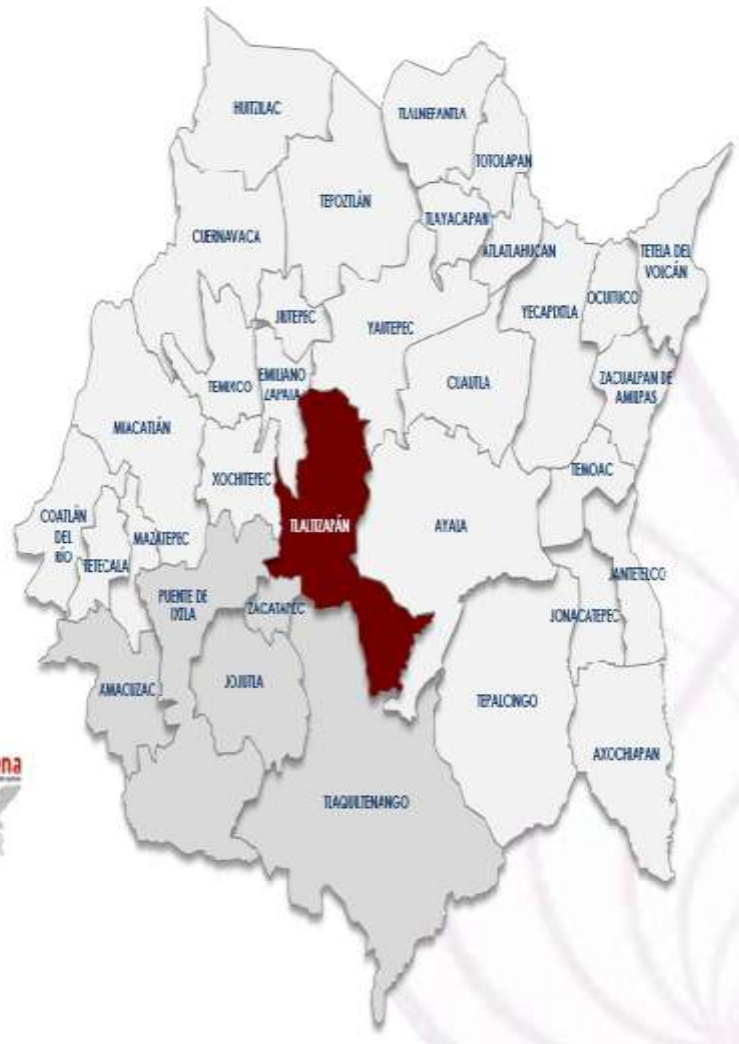 HUITZILAC
TLALNEPANTLA
TOTOLAPAN
TEPOZTLÁN
TLAYACAPAN
CUERNAVACA
ATLATLAHUCAN
TETELA DEL
VOLCÁN
OCUITUCO
YECAPIXTLA
JIUTEPEC
YAUTEPEC
EMILIANO
ZAPATA
TEMIXCO
CUAUTLA
ZACUALPAN DE
AMILPAS
MIACATLÁN
TEMOAC
XOCHITEPEC
COATLÁN
DEL
RÍO
TLALTIZAPÁN
AYALA
MAZATEPEC
TETECALA
JANTETELCO
PUENTE DE
IXTLA
ZACATAPEC
JONACATEPEC
AMACUZAC
JOJUTLA
TEPALCINGO
AXOCHIAPAN
na
TLAQUILTENANGO